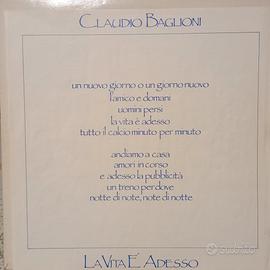 CLAUDIO BAGLIONI
un nuovo giorno o un giorno nuovo
l'amico e domani
uomini persi
la vita è adesso
tutto il calcio minuto per minuto
andiamo a casa
amori in corso
e adesso la pubblicità
un treno per dove
notte di note, note di notte
LA VITA E' ADESSO
subito.it